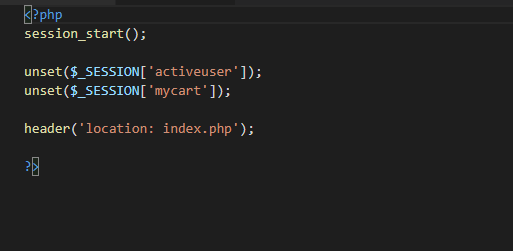 <?php
session_start();
unset($_SESSION['activeuser']);
unset($_SESSION['mycart']);
header('location: index.php');
?>